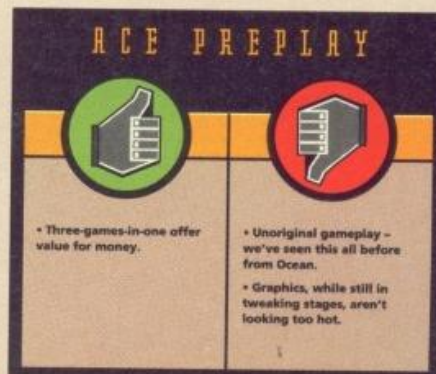 ACE PREPLAY
• Three-games-in-one offer
value for money.
• Unoriginal gameplay –
we've seen this all before
from Ocean.
• Graphics, while still in
tweaking stages, aren't
looking too hot.